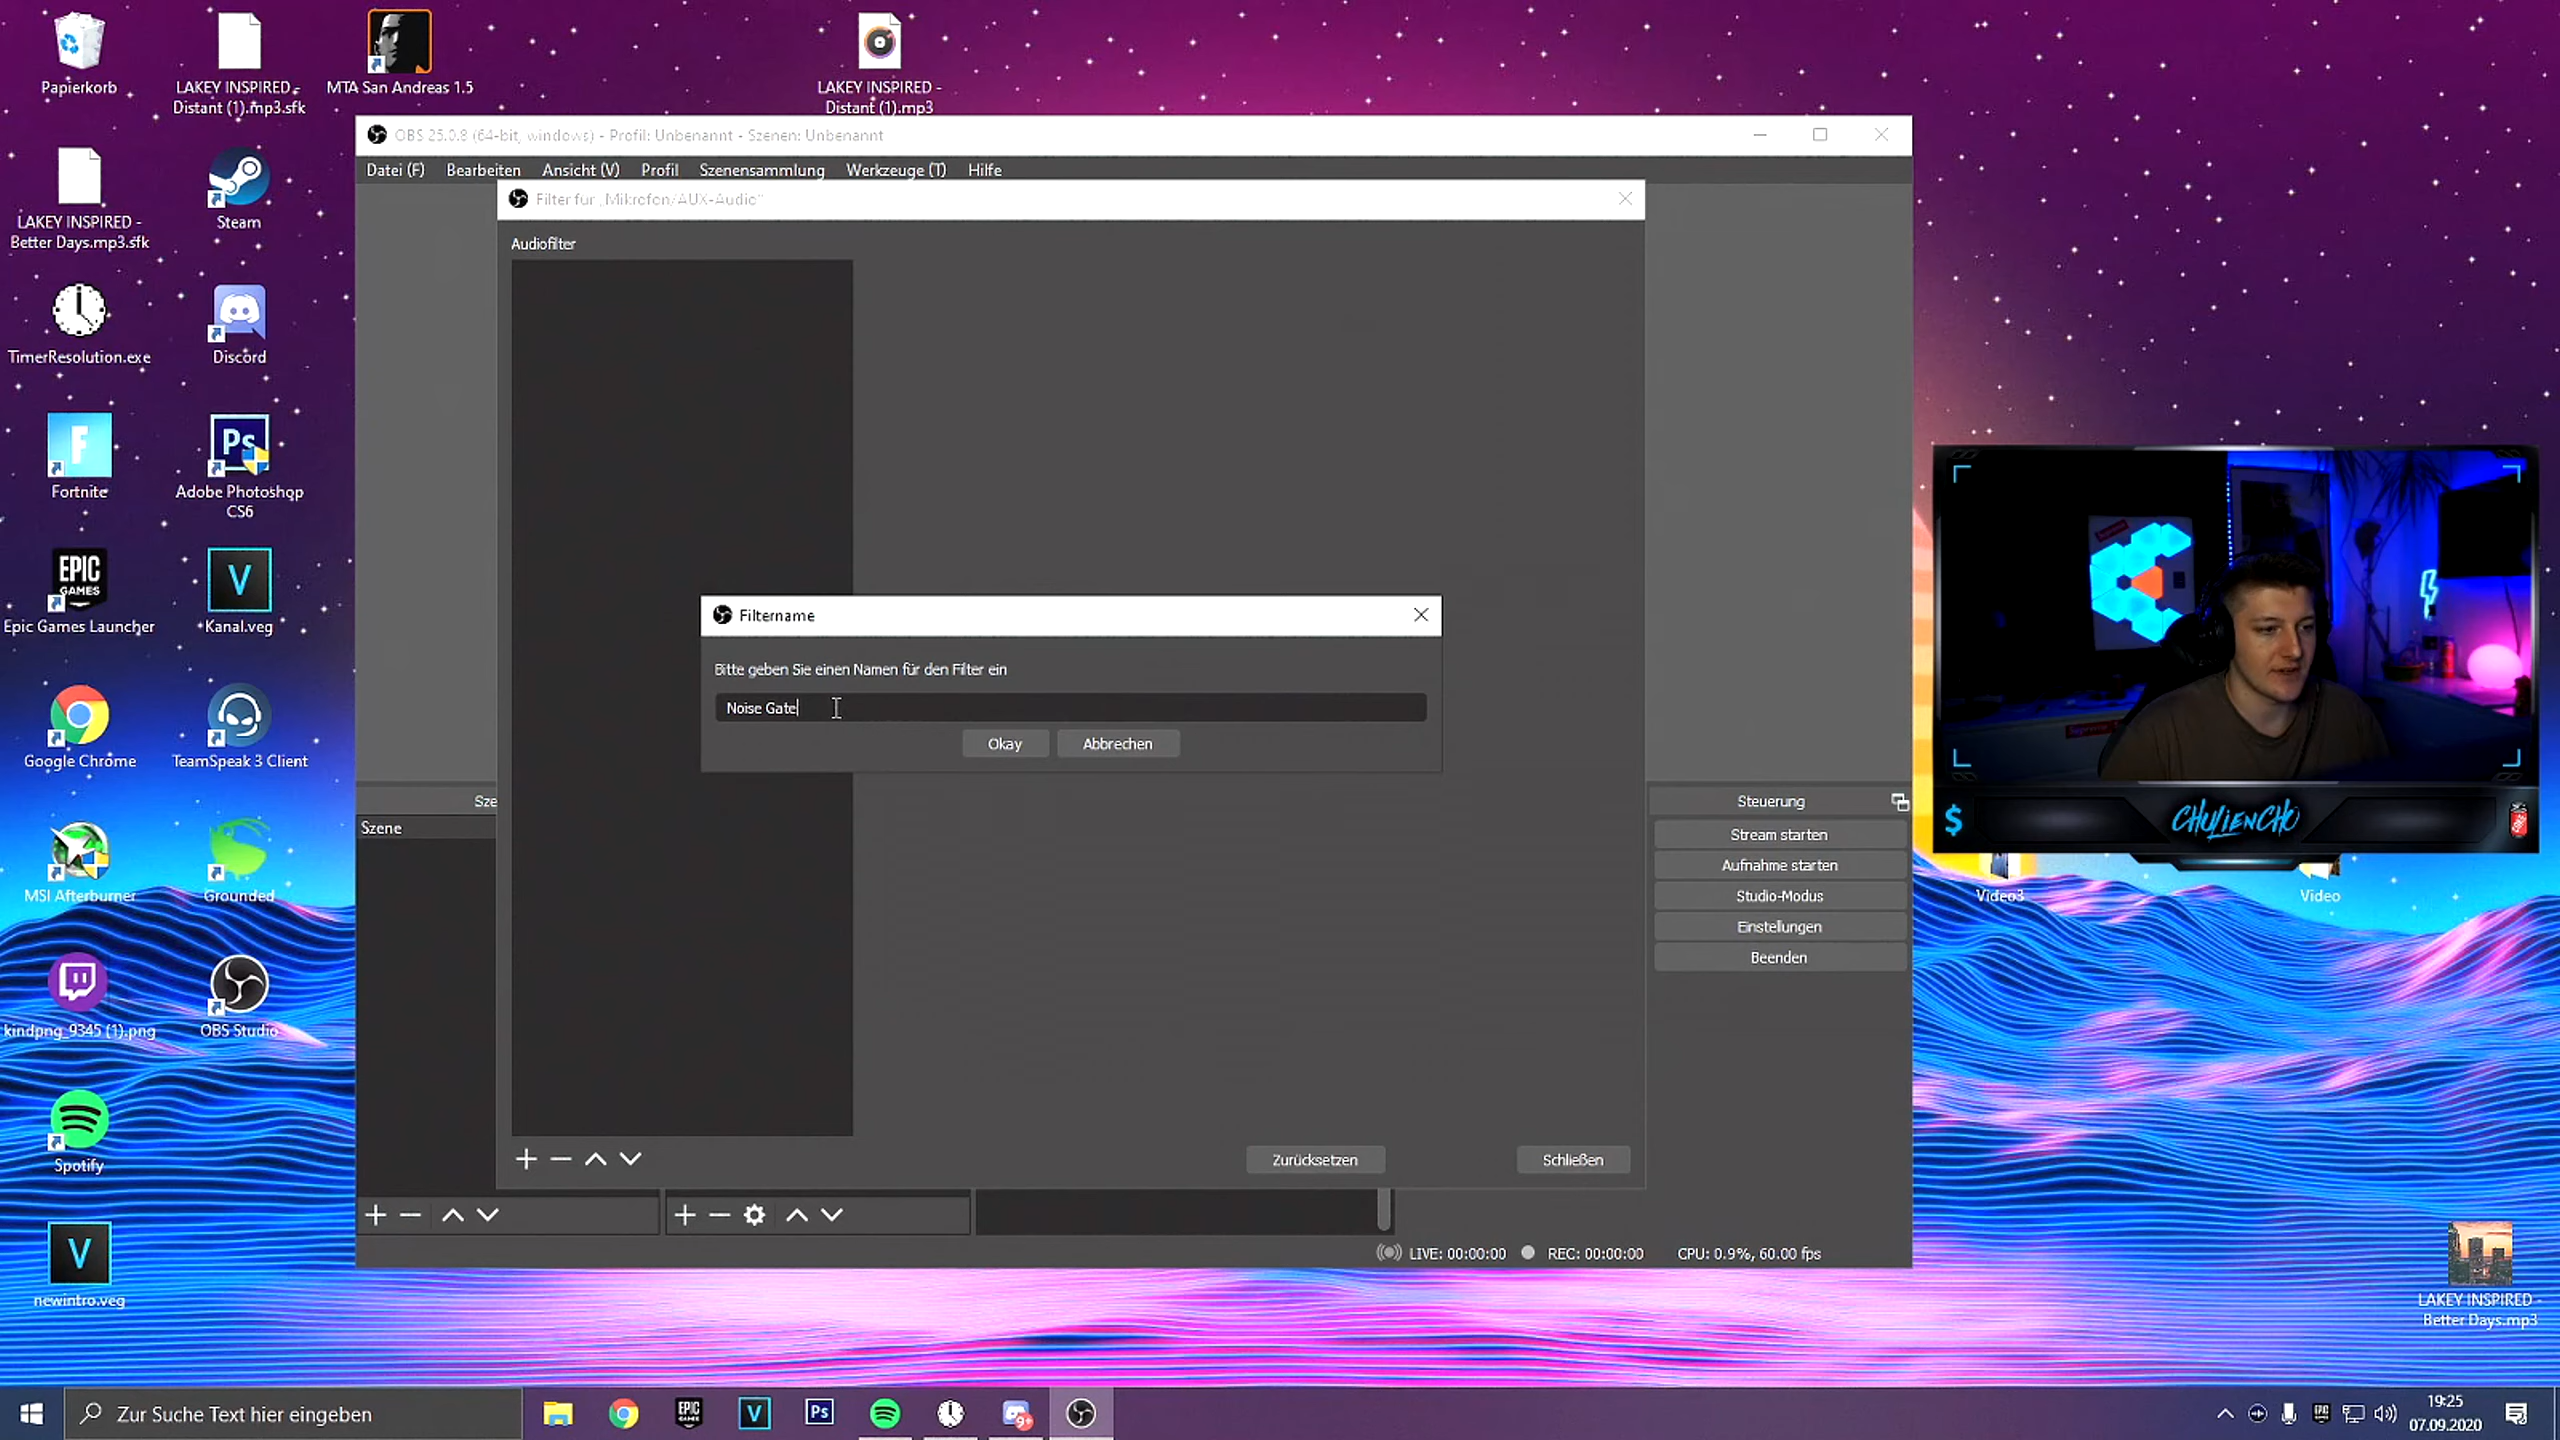 Papierkorb
LAKEY INSPIRED -
Distant (1).mp3.sfk
MTA San Andreas 1.5
LAKEY INSPIRED -
Distant (1).mp3
OBS 25.0.8 (64-bit, windows) - Profil: Unbenannt - Szenen: Unbenannt
Datei (F) Bearbeiten Ansicht (V) Profil Szenensammlung Werkzeuge (T) Hilfe
Filter für „Mikrofon/AUX-Audio“
Audiofilter
LAKEY INSPIRED -
Better Days.mp3.sfk
Steam
TimerResolution.exe
Discord
F
Fortnite
Ps
Adobe Photoshop
CS6
EPIC
GAMES
Epic Games Launcher
V
Kanal.veg
Filtername
Bitte geben Sie einen Namen für den Filter ein
Noise Gate
Okay Abbrechen
Google Chrome
TeamSpeak 3 Client
Sze
Szene
Steuerung
Stream starten
Aufnahme starten
Studio-Modus
Einstellungen
Beenden
$ CHULIENCHO
MSI Afterburner
Grounded
Video3
Video
kindpng_9345 (1).png
OBS Studio
Spotify
Zurücksetzen Schließen
LIVE: 00:00:00 REC: 00:00:00 CPU: 0.9%, 60.00 fps
V
newintro.veg
LAKEY INSPIRED -
Better Days.mp3
Zur Suche Text hier eingeben
EPIC
V
Ps
9+
19:25
07.09.2020